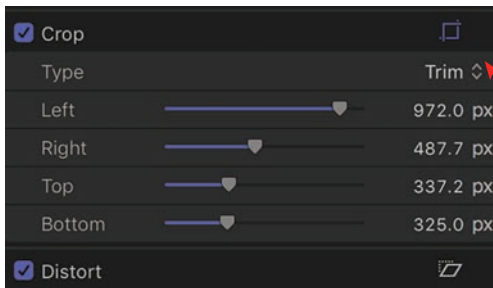 Crop
Type Trim
Left 972.0 px
Right 487.7 px
Top 337.2 px
Bottom 325.0 px
Distort